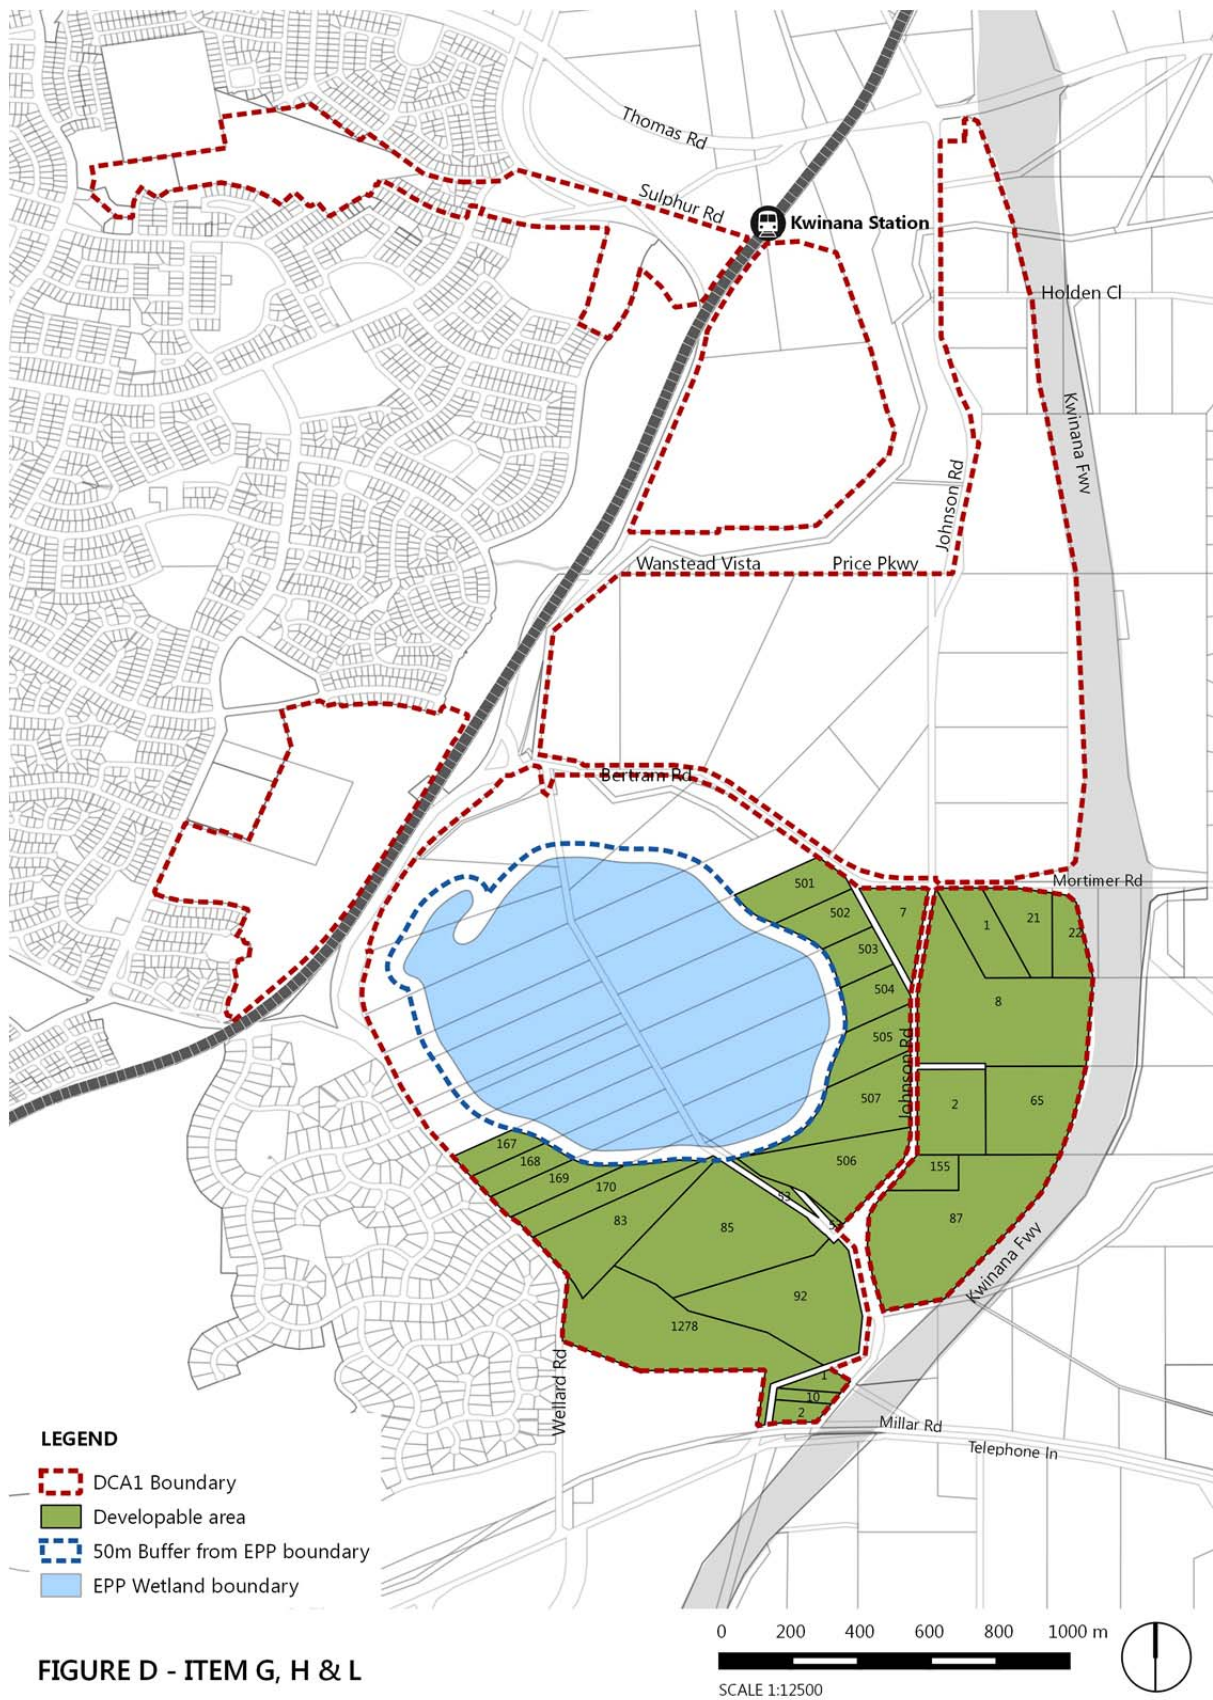 Thomas Rd
Sulphur Rd
Kwinana Station
Holden Cl
Kwinana Fwy
Johnson Rd
Wanstead Vista
Price Pkwy
Bertram Rd
Mortimer Rd
501
502
7
1
21
22
503
504
8
505
Johnson Rd
507
2
65
167
168
506
155
169
170
53
83
85
87
Kwinana Fwy
92
1278
Wellard Rd
1
10
2
Millar Rd
Telephone ln
LEGEND
DCA1 Boundary
Developable area
50m Buffer from EPP boundary
EPP Wetland boundary
0 200 400 600 800 1000 m
SCALE 1:12500
FIGURE D - ITEM G, H & L